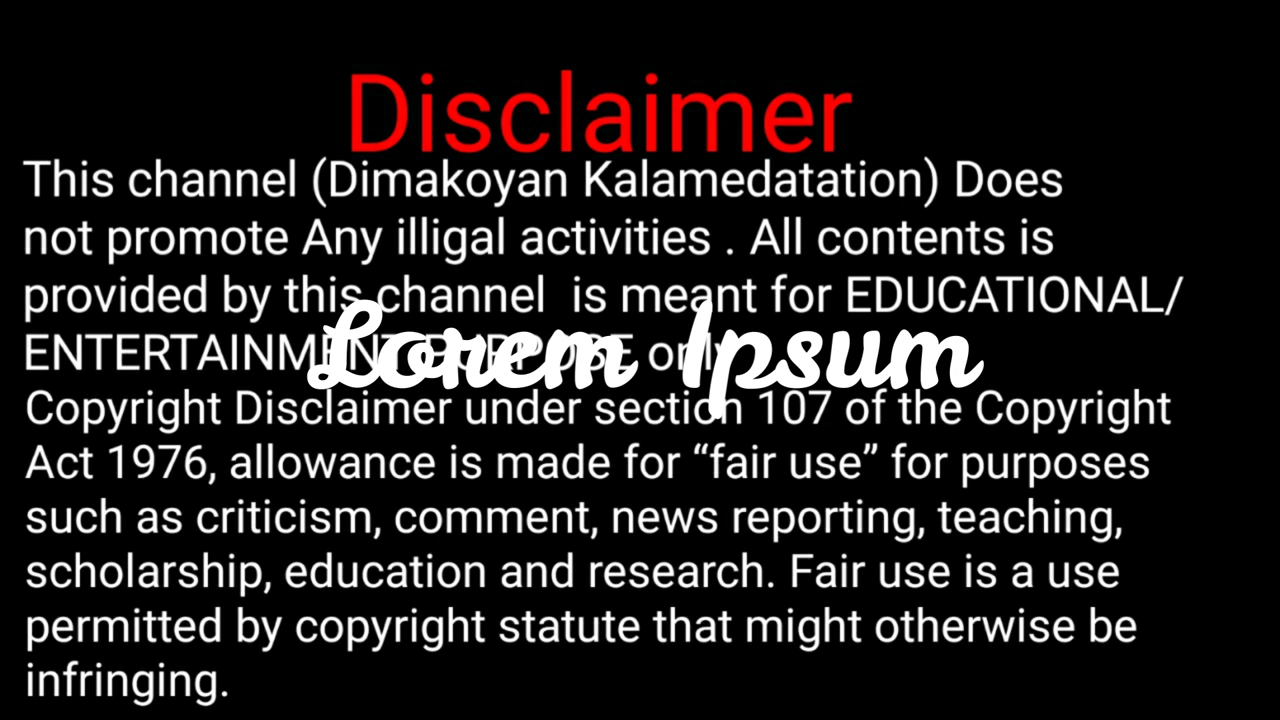 Disclaimer
This channel (Dimakoyan Kalamedatation) Does
not promote Any illigal activities . All contents is
provided by this channel is meant for EDUCATIONAL/
ENTERTAINMENT PURPOSE only
Lorem Ipsum
Copyright Disclaimer under section 107 of the Copyright
Act 1976, allowance is made for “fair use” for purposes
such as criticism, comment, news reporting, teaching,
scholarship, education and research. Fair use is a use
permitted by copyright statute that might otherwise be
infringing.